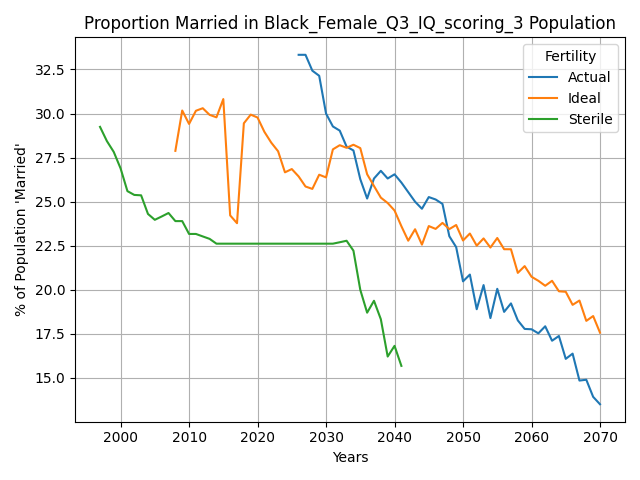 Proportion Married in Black_Female_Q3_IQ_scoring_3 Population
% of Population 'Married'
32.5
30.0
27.5
25.0
22.5
20.0
17.5
15.0
Fertility
Actual
Ideal
Sterile
2000 2010 2020 2030 2040 2050 2060 2070
Years